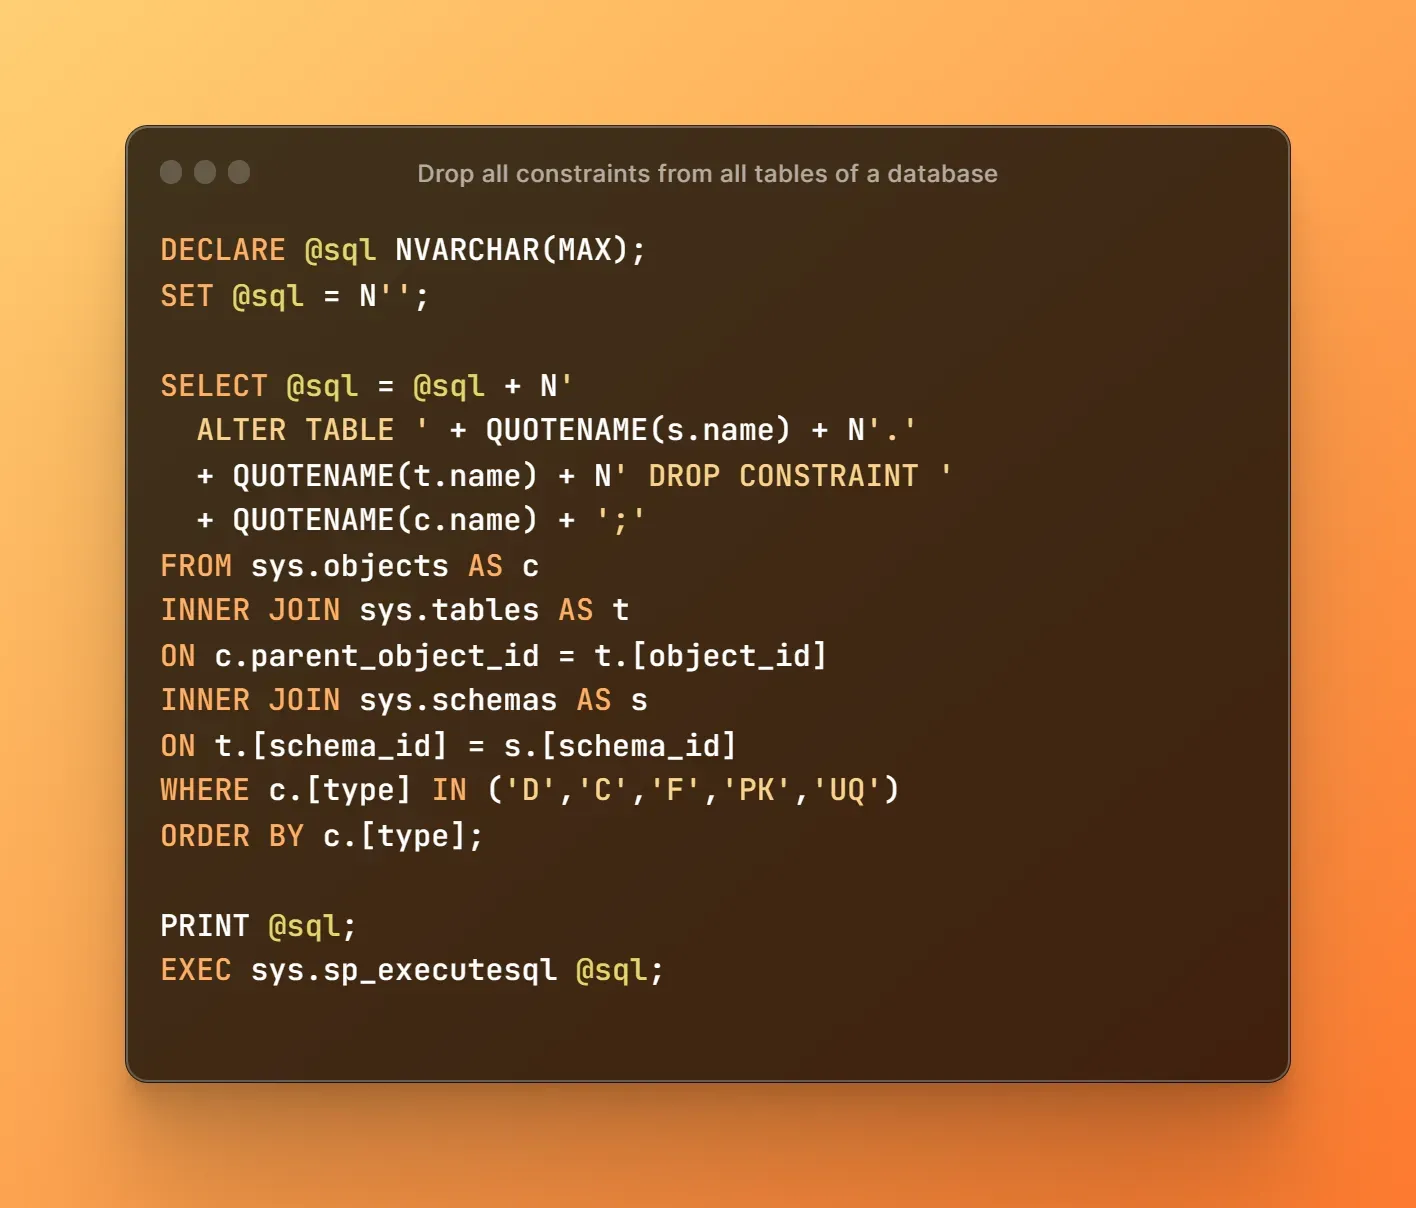 Drop all constraints from all tables of a database
DECLARE @sql NVARCHAR(MAX);
SET @sql = N'';
SELECT @sql = @sql + N'
  ALTER TABLE ' + QUOTENAME(s.name) + N'.'
  + QUOTENAME(t.name) + N' DROP CONSTRAINT '
  + QUOTENAME(c.name) + ';'
FROM sys.objects AS c
INNER JOIN sys.tables AS t
ON c.parent_object_id = t.[object_id]
INNER JOIN sys.schemas AS s
ON t.[schema_id] = s.[schema_id]
WHERE c.[type] IN ('D','C','F','PK','UQ')
ORDER BY c.[type];
PRINT @sql;
EXEC sys.sp_executesql @sql;